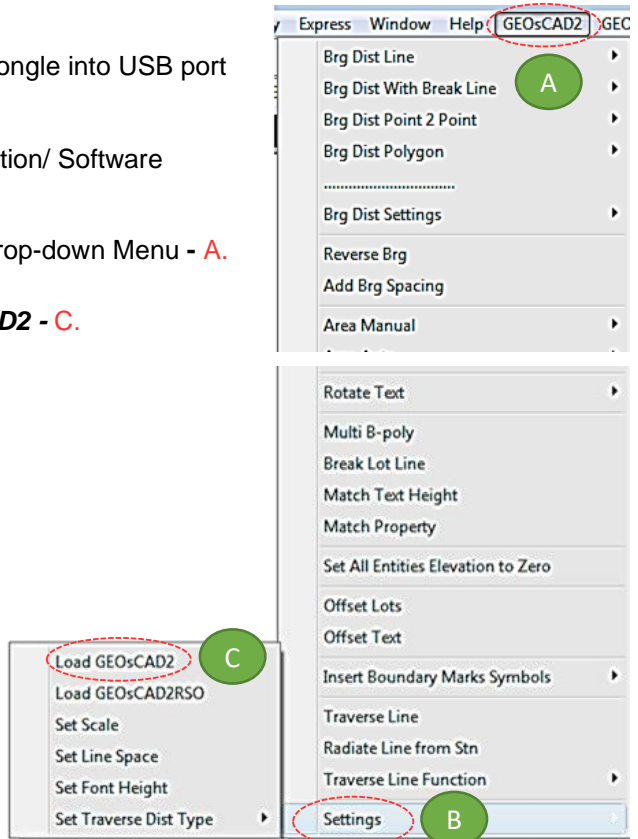 Express Window Help GEOsCAD2 GEO
ongle into USB port
tion/ Software
rop-down Menu - A.
D2 - C.
Brg Dist Line
A
Brg Dist With Break Line
Brg Dist Point 2 Point
Brg Dist Polygon
................................
Brg Dist Settings
Reverse Brg
Add Brg Spacing
Area Manual
Rotate Text
Multi B-poly
Break Lot Line
Match Text Height
Match Property
Set All Entities Elevation to Zero
Offset Lots
Offset Text
Insert Boundary Marks Symbols
Traverse Line
Radiate Line from Stn
Traverse Line Function
Settings B
Load GEOsCAD2 C
Load GEOsCAD2RSO
Set Scale
Set Line Space
Set Font Height
Set Traverse Dist Type